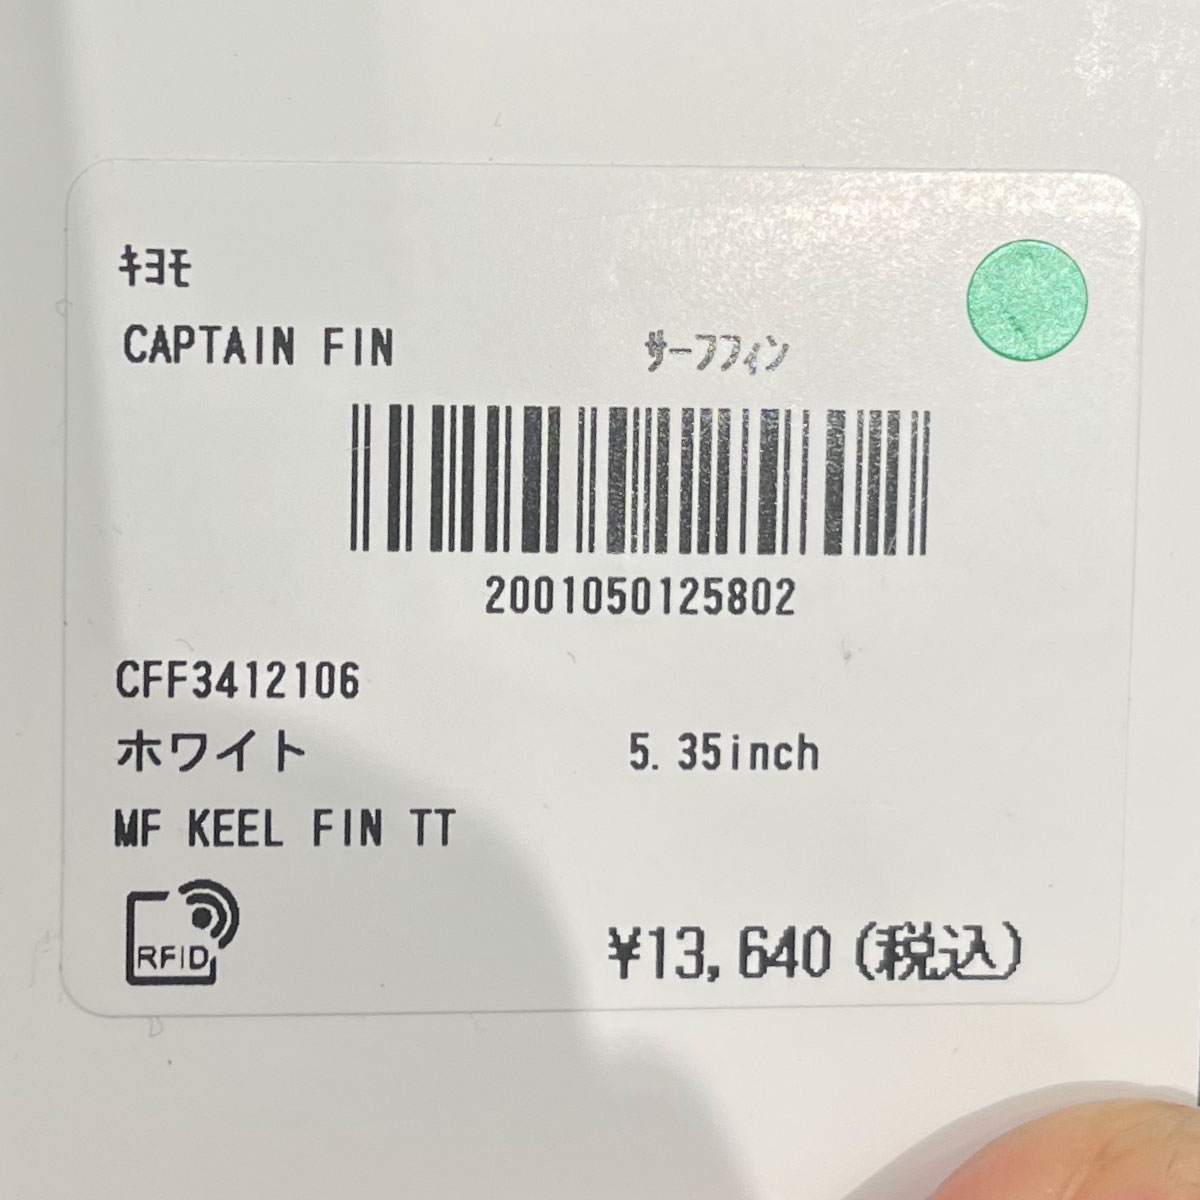 ｷﾖﾓ
CAPTAIN FIN ｻｰﾌﾌｨﾝ
2001050125802
CFF3412106
ホワイト 5.35inch
MF KEEL FIN TT
RFID
¥13,640(税込)